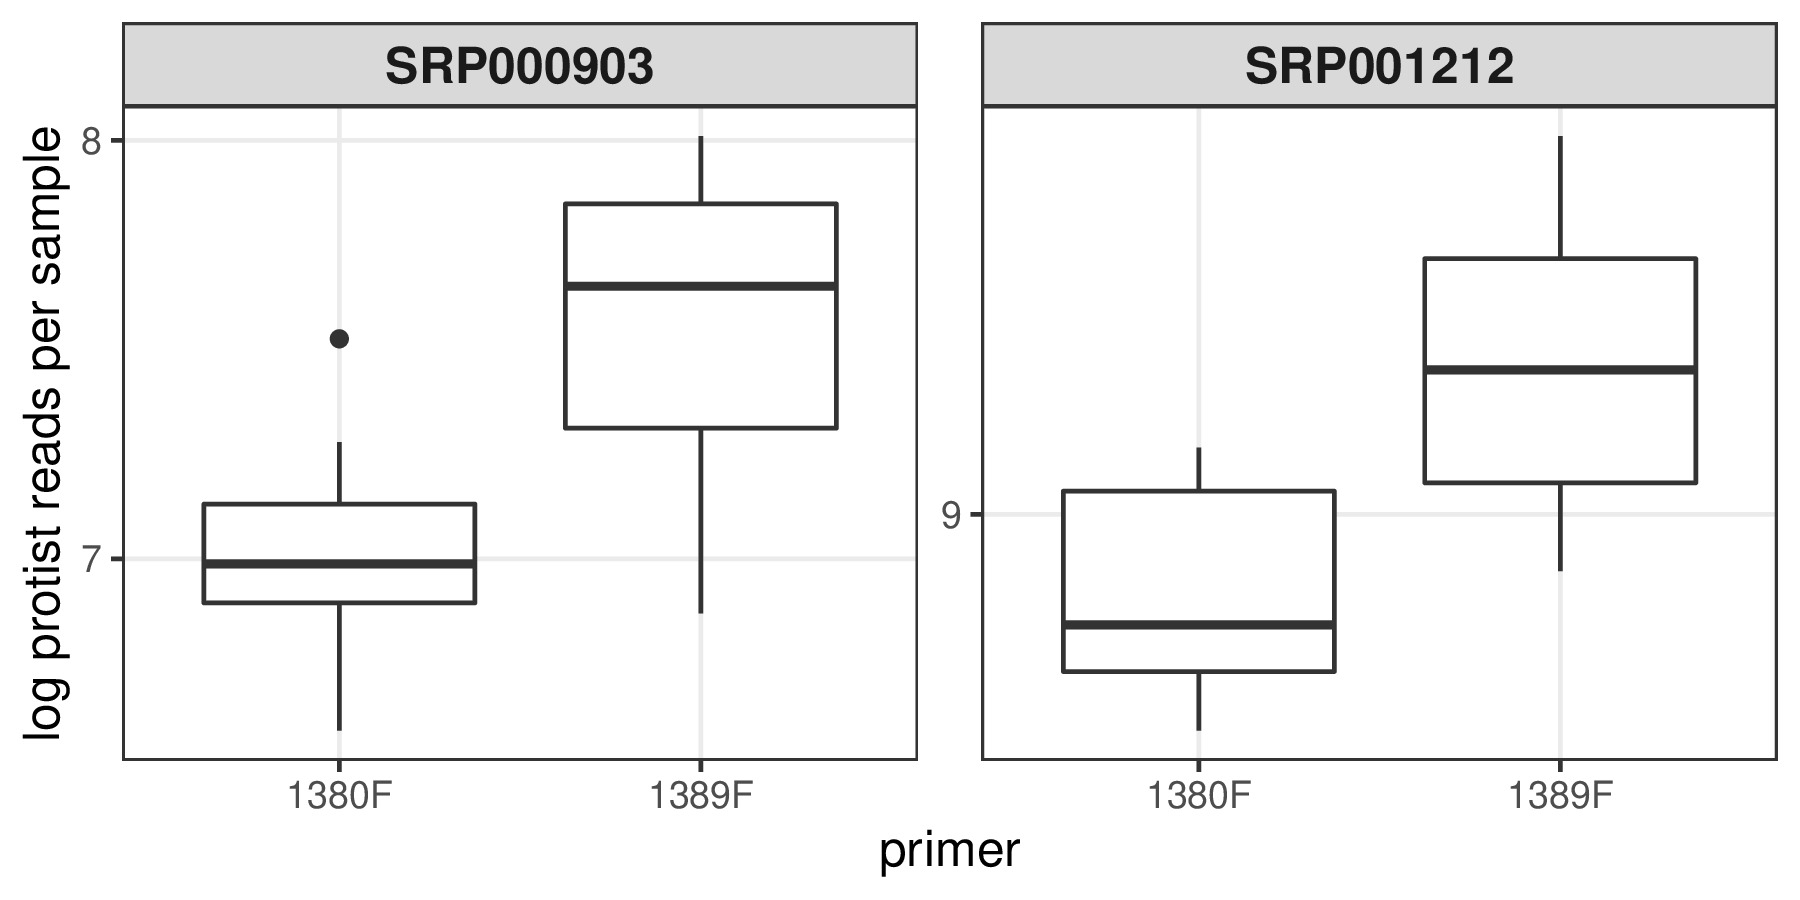 SRP000903
SRP001212
log protist reads per sample
8
7
9
1380F
1389F
1380F
1389F
primer